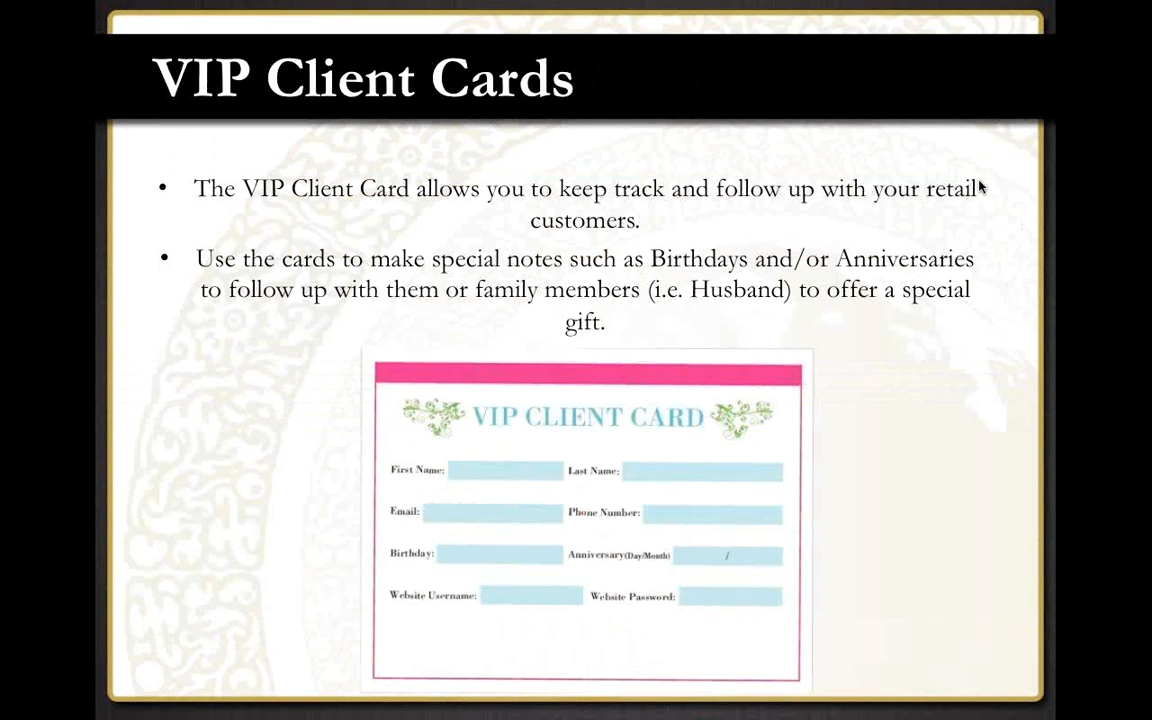 VIP Client Cards
• The VIP Client Card allows you to keep track and follow up with your retail
customers.
• Use the cards to make special notes such as Birthdays and/or Anniversaries
to follow up with them or family members (i.e. Husband) to offer a special
gift.
VIP CLIENT CARD
First Name: Last Name:
Email: Phone Number:
Birthday: Anniversary(Day/Month) /
Website Username: Website Password: